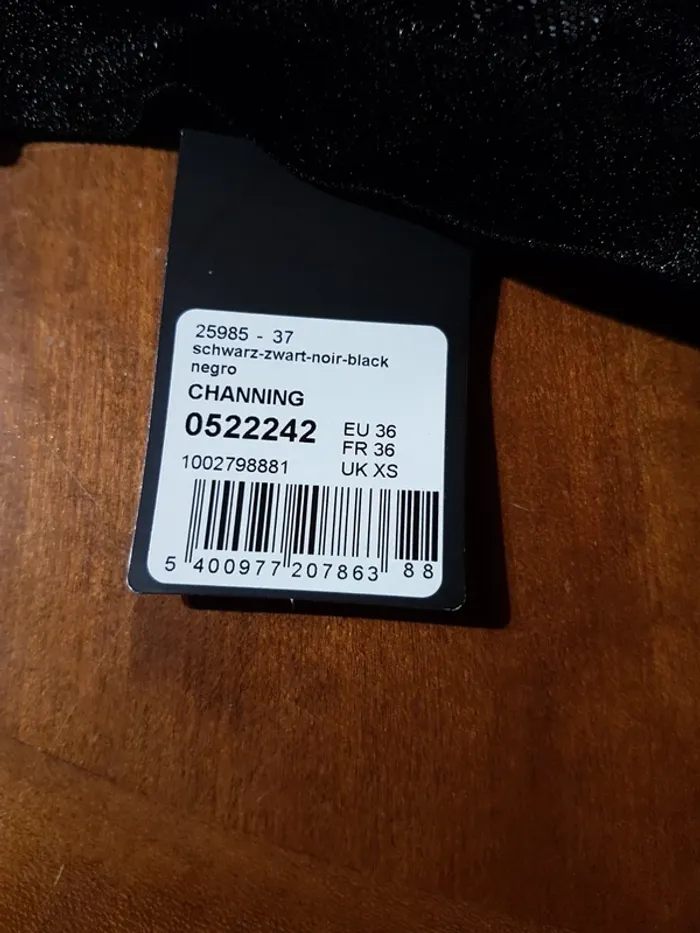 25985 - 37
schwarz-zwart-noir-black
negro
CHANNING
0522242
EU 36
FR 36
1002798881
UK XS
5 400977 207863 88